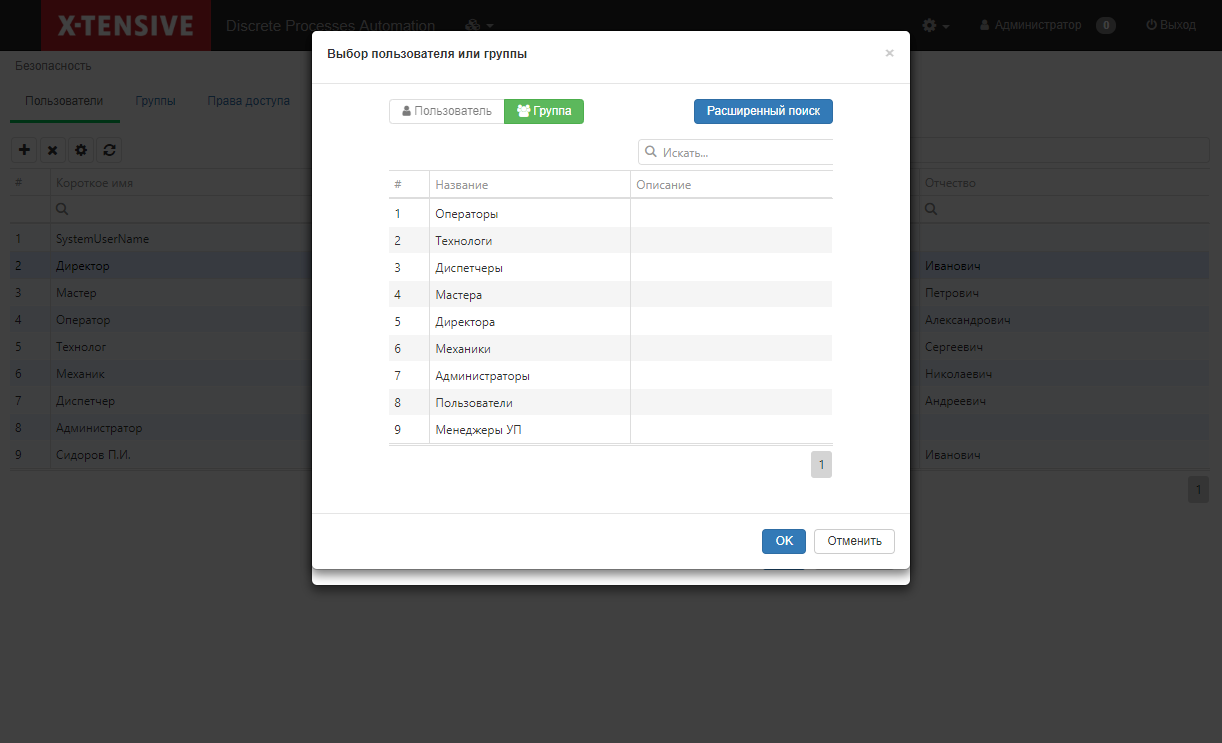 X-TENSIVE
Discrete Processes Automation
Администратор 0 Выход
Безопасность
Пользователи Группы Права доступа
# Короткое имя Отчество
1 SystemUserName
2 Директор Иванович
3 Мастер Петрович
4 Оператор Александрович
5 Технолог Сергеевич
6 Механик Николаевич
7 Диспетчер Андреевич
8 Администратор
9 Сидоров П.И. Иванович
1
Выбор пользователя или группы ×
Пользователь Группа Расширенный поиск
Искать...
# Название Описание
1 Операторы
2 Технологи
3 Диспетчеры
4 Мастера
5 Директора
6 Механики
7 Администраторы
8 Пользователи
9 Менеджеры УП
1
OK Отменить